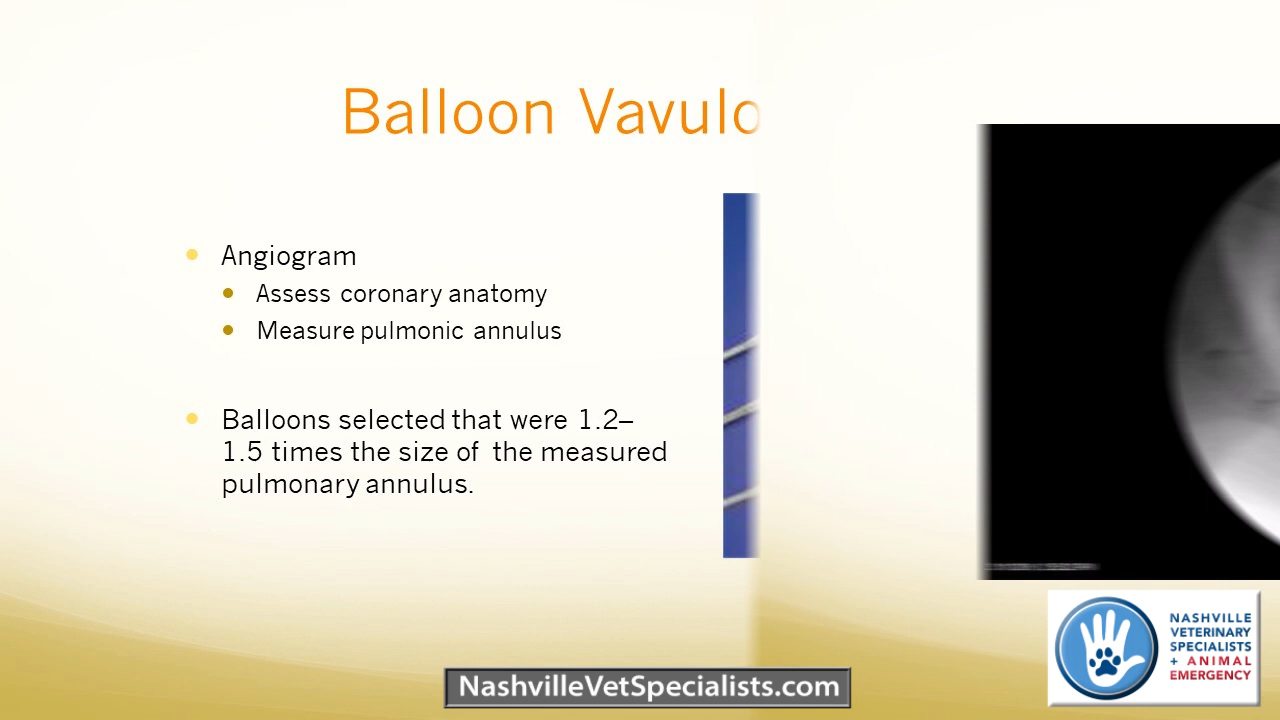 Balloon Vavulo
Angiogram
Assess coronary anatomy
Measure pulmonic annulus
Balloons selected that were 1.2–
1.5 times the size of the measured
pulmonary annulus.
NASHVILLE
VETERINARY
SPECIALISTS
+ ANIMAL
EMERGENCY
NashvilleVetSpecialists.com